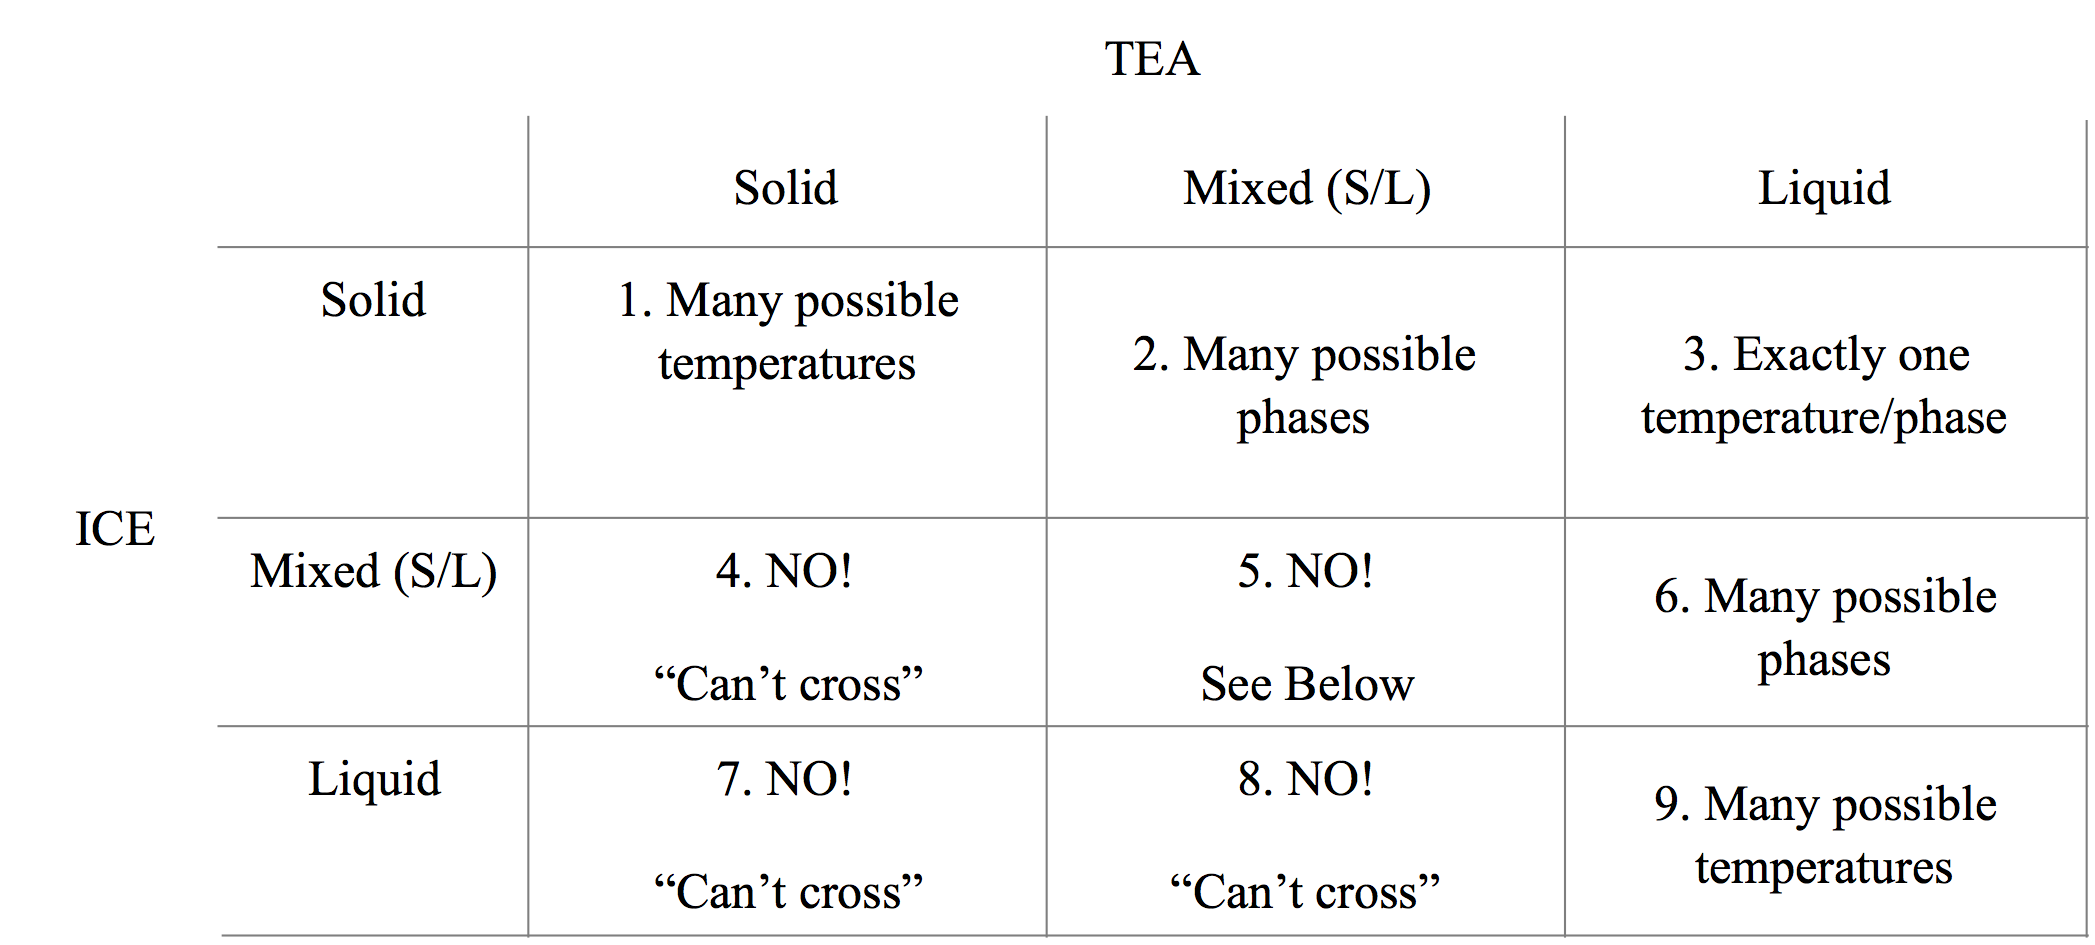 TEA
Solid
Mixed (S/L)
Liquid
Solid
1. Many possible
temperatures
2. Many possible
phases
3. Exactly one
temperature/phase
ICE
Mixed (S/L)
4. NO!
“Can’t cross”
5. NO!
See Below
6. Many possible
phases
Liquid
7. NO!
“Can’t cross”
8. NO!
“Can’t cross”
9. Many possible
temperatures